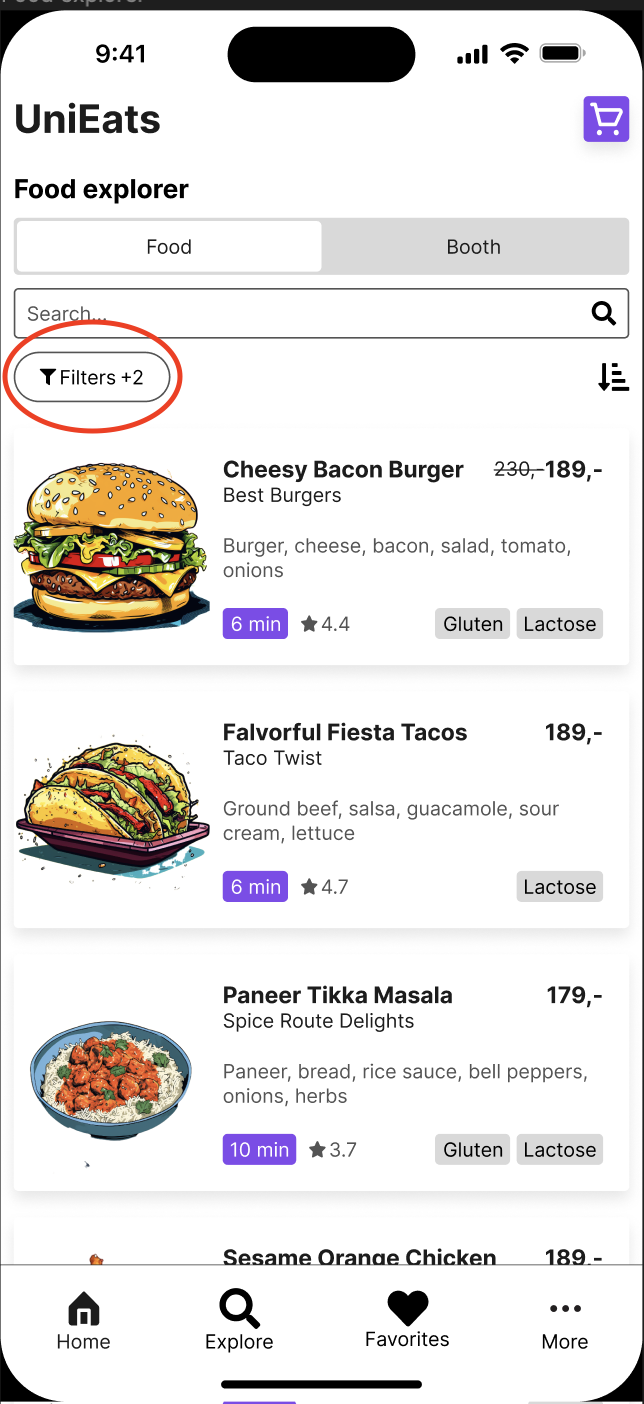 Food explorer
9:41
UniEats
Food explorer
Food Booth
Search...
Filters +2
Cheesy Bacon Burger 230,- 189,-
Best Burgers
Burger, cheese, bacon, salad, tomato,
onions
6 min 4.4 Gluten Lactose
Falvorful Fiesta Tacos 189,-
Taco Twist
Ground beef, salsa, guacamole, sour
cream, lettuce
6 min 4.7 Lactose
Paneer Tikka Masala 179,-
Spice Route Delights
Paneer, bread, rice sauce, bell peppers,
onions, herbs
10 min 3.7 Gluten Lactose
Sesame Orange Chicken 189,-
Home Explore Favorites More